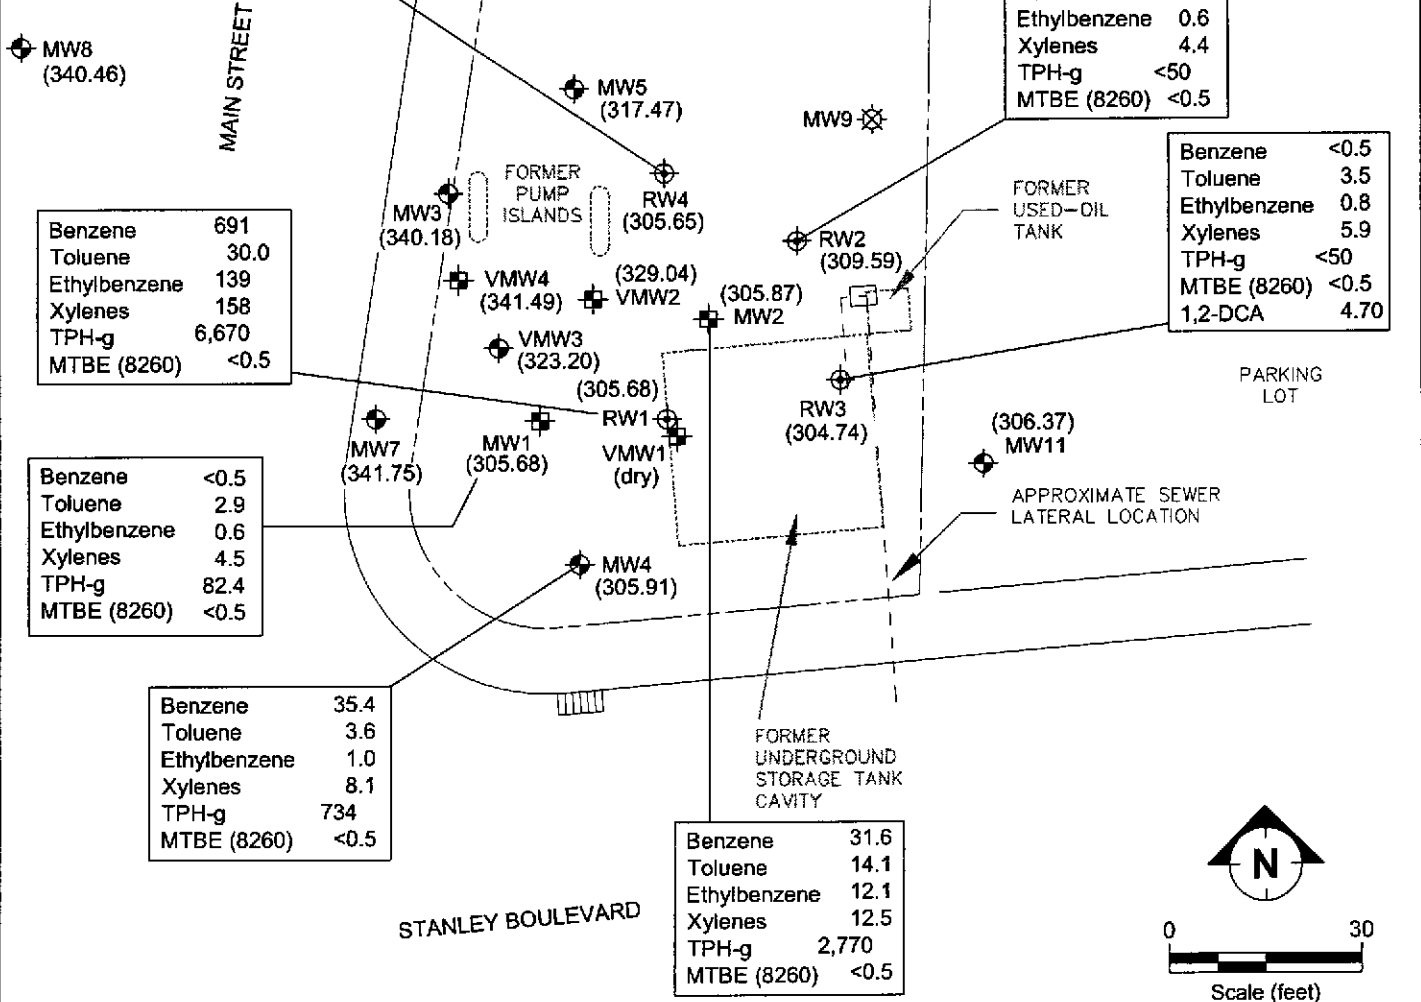 Ethylbenzene 0.6
Xylenes 4.4
TPH-g <50
MTBE (8260) <0.5
MW8
(340.46)
MAIN STREET
MW5
(317.47)
MW9
Benzene <0.5
Toluene 3.5
Ethylbenzene 0.8
Xylenes 5.9
TPH-g <50
MTBE (8260) <0.5
1,2-DCA 4.70
FORMER
PUMP
ISLANDS
RW4
(305.65)
MW3
(340.18)
FORMER
USED-OIL
TANK
RW2
(309.59)
Benzene 691
Toluene 30.0
Ethylbenzene 139
Xylenes 158
TPH-g 6,670
MTBE (8260) <0.5
VMW4
(341.49)
(329.04)
VMW2
(305.87)
MW2
VMW3
(323.20)
(305.68)
RW1
VMW1
(dry)
RW3
(304.74)
PARKING
LOT
(306.37)
MW11
MW7
(341.75)
MW1
(305.68)
Benzene <0.5
Toluene 2.9
Ethylbenzene 0.6
Xylenes 4.5
TPH-g 82.4
MTBE (8260) <0.5
APPROXIMATE SEWER
LATERAL LOCATION
MW4
(305.91)
Benzene 35.4
Toluene 3.6
Ethylbenzene 1.0
Xylenes 8.1
TPH-g 734
MTBE (8260) <0.5
FORMER
UNDERGROUND
STORAGE TANK
CAVITY
Benzene 31.6
Toluene 14.1
Ethylbenzene 12.1
Xylenes 12.5
TPH-g 2,770
MTBE (8260) <0.5
STANLEY BOULEVARD
N
0 30
Scale (feet)